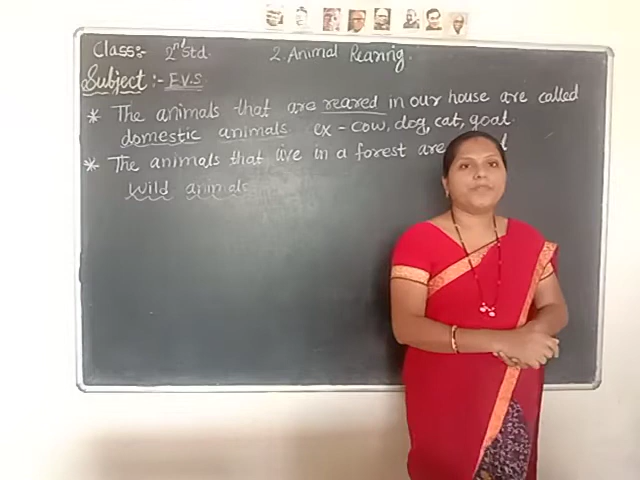 Class:- 2nd Std. 2. Animal Rearing.
Subject :- E.V.S
* The animals that are reared in our house are called
domestic animals ex - cow, dog, cat, goat.
* The animals that live in a forest are
Wild animals